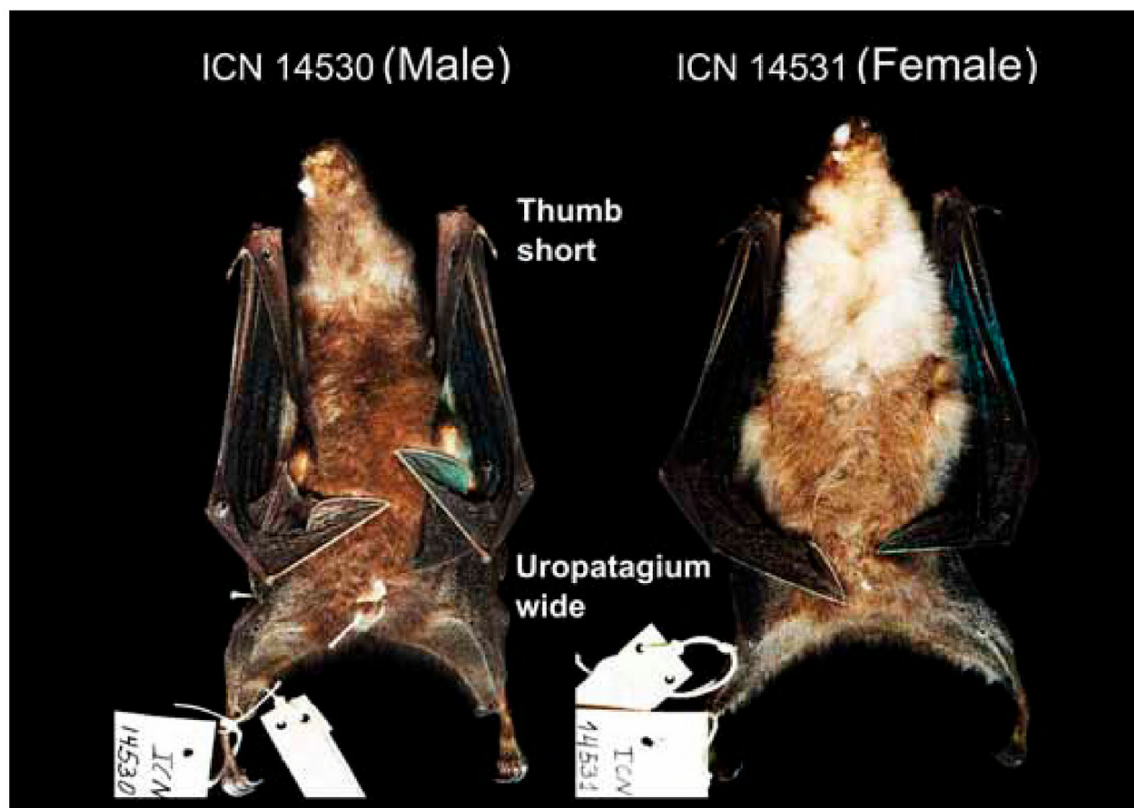 ICN 14530 (Male)
ICN 14531 (Female)
Thumb
short
Uropatagium
wide
ICN
14530
ICN
14531